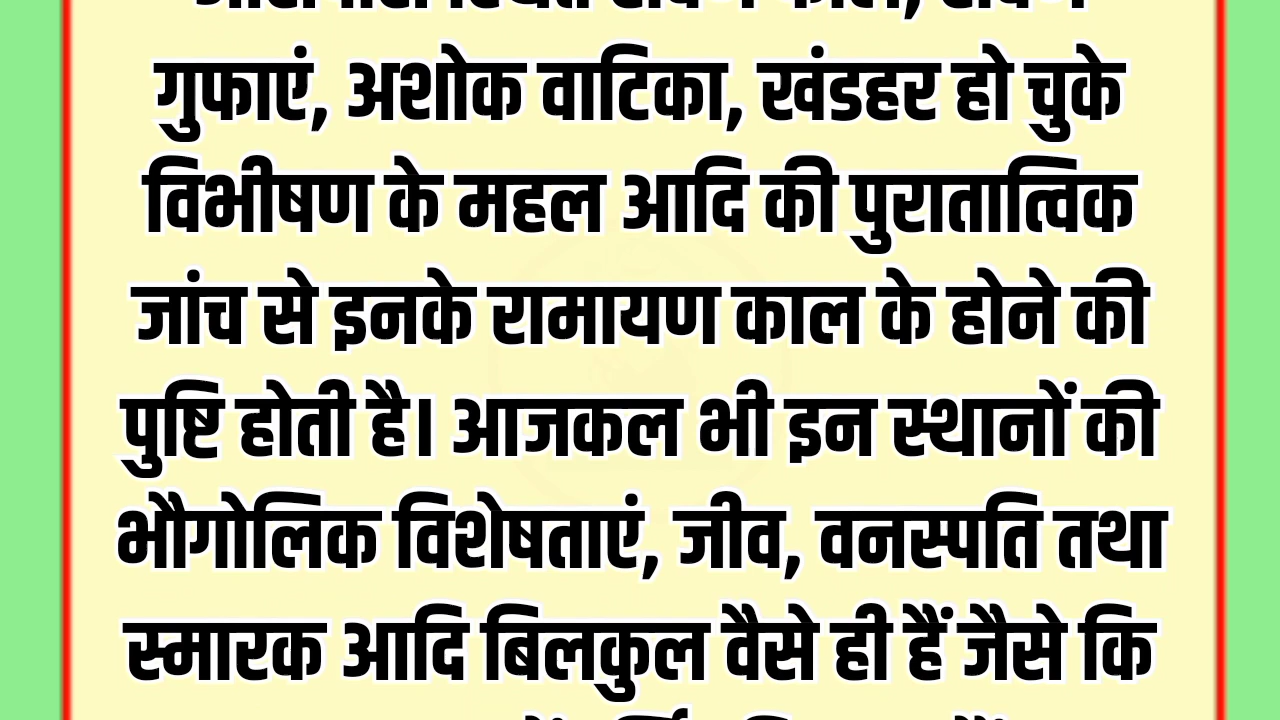 गुफाएं, अशोक वाटिका, खंडहर हो चुके
विभीषण के महल आदि की पुरातात्विक
जांच से इनके रामायण काल के होने की
पुष्टि होती है। आजकल भी इन स्थानों की
भौगोलिक विशेषताएं, जीव, वनस्पति तथा
स्मारक आदि बिलकुल वैसे ही हैं जैसे कि